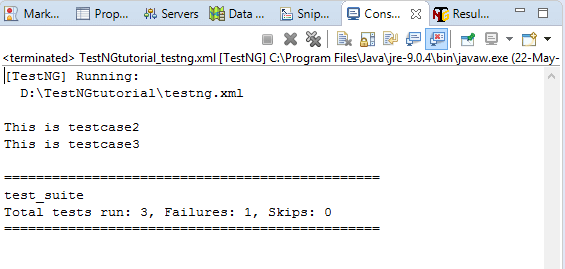 Mark... Prop... Servers Data ... Snip... Cons... Resul...
<terminated> TestNGtutorial_testng.xml [TestNG] C:\Program Files\Java\jre-9.0.4\bin\javaw.exe (22-May-
[TestNG] Running:
D:\TestNGtutorial\testng.xml
This is testcase2
This is testcase3
===============================================
test_suite
Total tests run: 3, Failures: 1, Skips: 0
===============================================